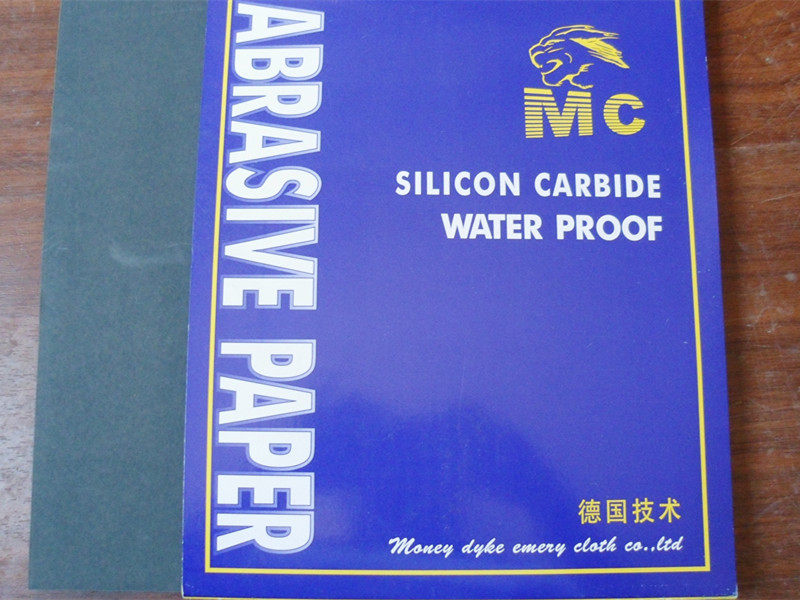 ABRASIVE PAPER
MC
SILICON CARBIDE
WATER PROOF
德国技术
Money dyke emery cloth co.,ltd